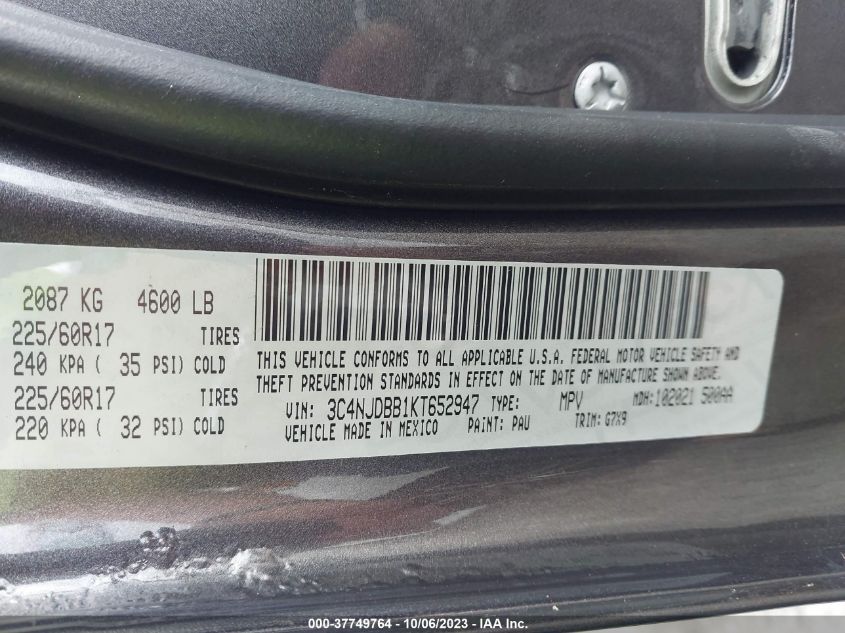 2087 KG 4600 LB
225/60R17 TIRES
240 KPA ( 35 PSI) COLD
225/60R17 TIRES
220 KPA ( 32 PSI) COLD
THIS VEHICLE CONFORMS TO ALL APPLICABLE U.S.A. FEDERAL MOTOR VEHICLE SAFETY AND
THEFT PREVENTION STANDARDS IN EFFECT ON THE DATE OF MANUFACTURE SHOWN ABOVE.
VIN: 3C4NJDBB1KT652947 TYPE: MPV MDH: 102021 500AA
VEHICLE MADE IN MEXICO PAINT: PAU TRIM: G7X9
000-37749764 - 10/06/2023 - IAA Inc.